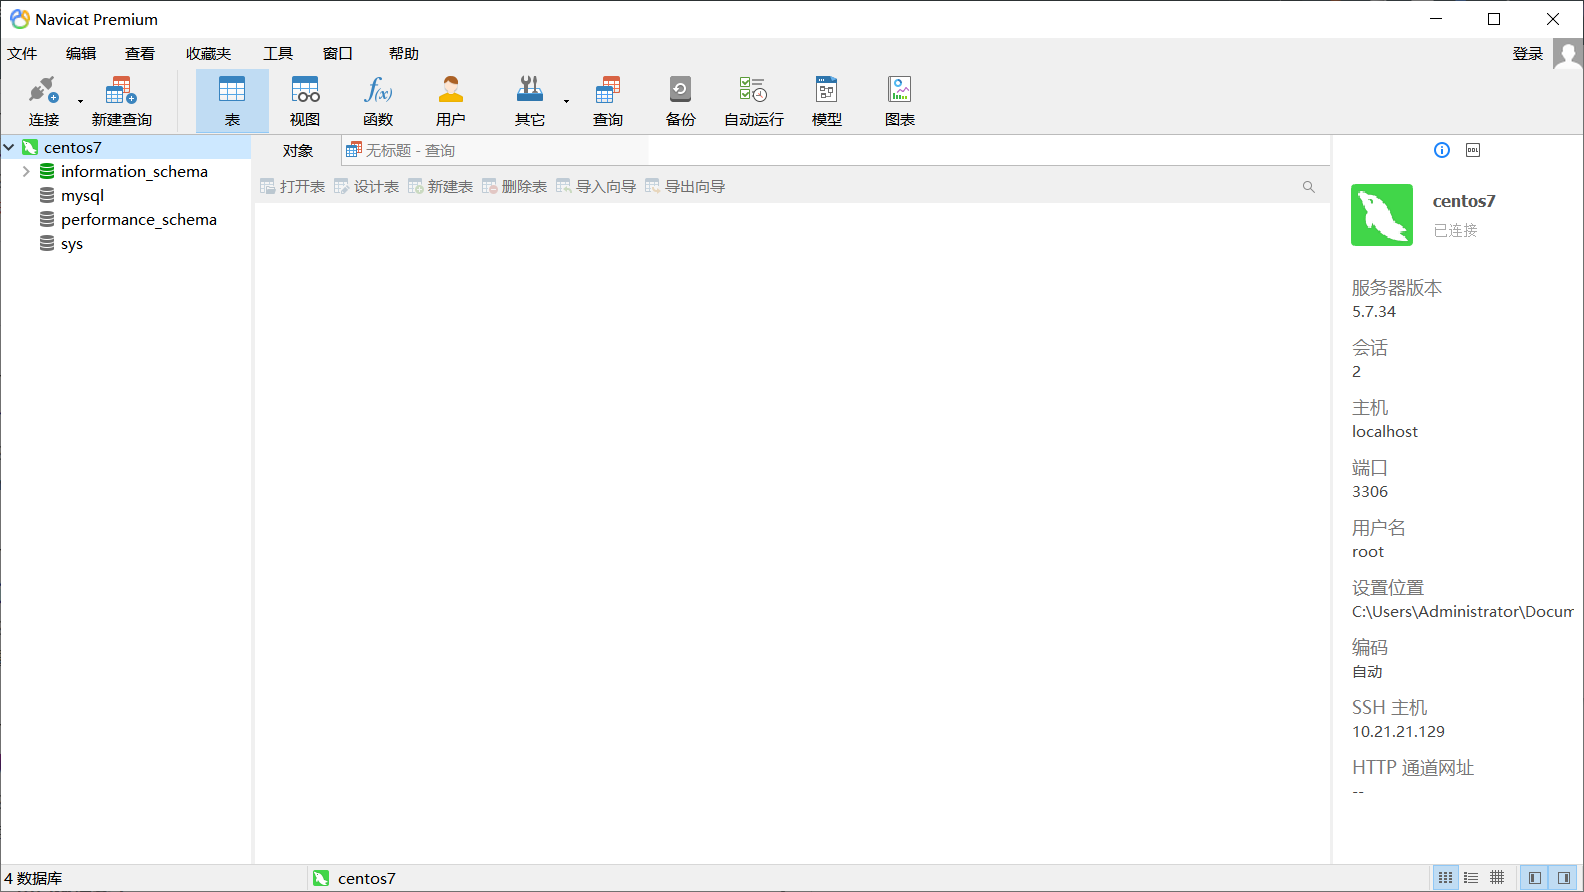 Navicat Premium
文件 编辑 查看 收藏夹 工具 窗口 帮助 登录
连接 新建查询 表 视图 函数 用户 其它 查询 备份 自动运行 模型 图表
centos7
information_schema
mysql
performance_schema
sys
对象 无标题 - 查询
打开表 设计表 新建表 删除表 导入向导 导出向导
DDL
centos7
已连接
服务器版本
5.7.34
会话
2
主机
localhost
端口
3306
用户名
root
设置位置
C:\Users\Administrator\Docum
编码
自动
SSH 主机
10.21.21.129
HTTP 通道网址
--
4 数据库 centos7